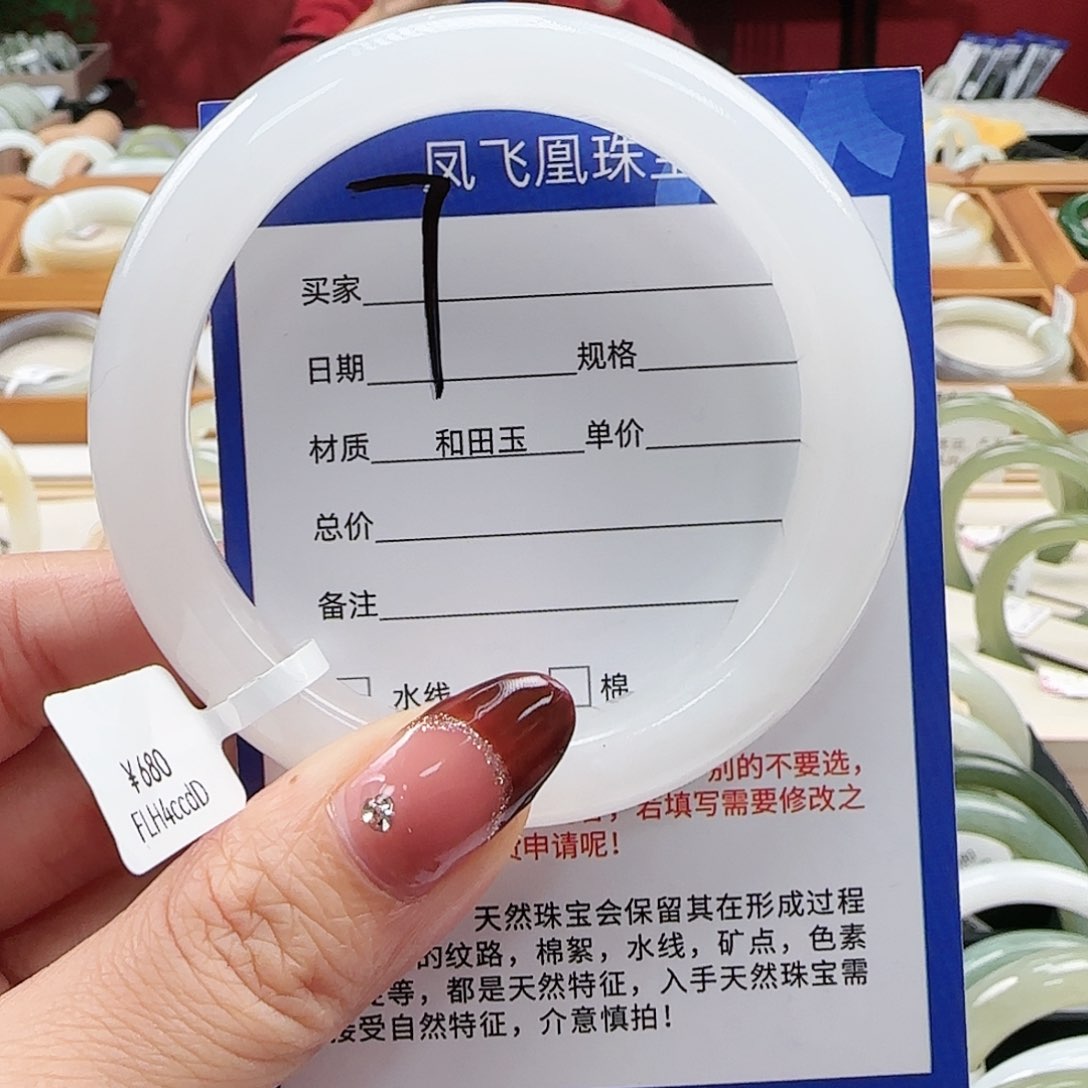 凤飞凰珠宝
7
买家
日期 规格
材质 和田玉 单价
总价
备注
水线 棉
¥680
FLH4ccdD
别的不要选，
若填写需要修改之
申请呢！
天然珠宝会保留其在形成过程
的纹路，棉絮，水线，矿点，色素
等，都是天然特征，入手天然珠宝需
接受自然特征，介意慎拍！